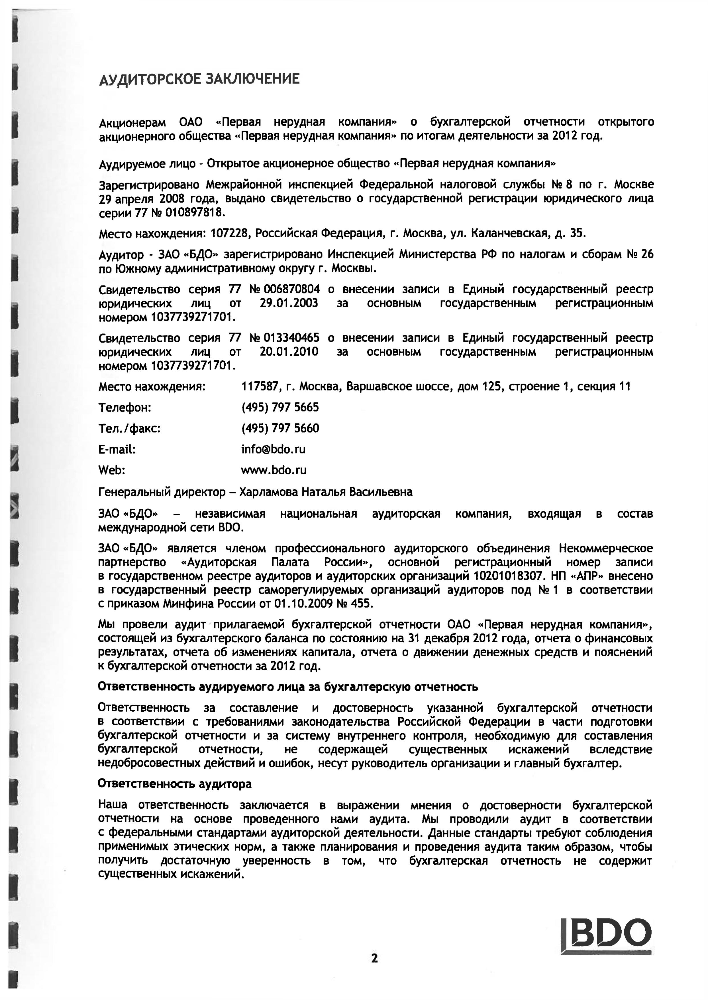 АУДИТОРСКОЕ ЗАКЛЮЧЕНИЕ
Акционерам ОАО «Первая нерудная компания» о бухгалтерской отчетности открытого
акционерного общества «Первая нерудная компания» по итогам деятельности за 2012 год.
Аудируемое лицо - Открытое акционерное общество «Первая нерудная компания»
Зарегистрировано Межрайонной инспекцией Федеральной налоговой службы № 8 по г. Москве
29 апреля 2008 года, выдано свидетельство о государственной регистрации юридического лица
серии 77 № 010897818.
Место нахождения: 107228, Российская Федерация, г. Москва, ул. Каланчевская, д. 35.
Аудитор - ЗАО «БДО» зарегистрировано Инспекцией Министерства РФ по налогам и сборам № 26
по Южному административному округу г. Москвы.
Свидетельство серия 77 № 006870804 о внесении записи в Единый государственный реестр
юридических лиц от 29.01.2003 за основным государственным регистрационным
номером 1037739271701.
Свидетельство серия 77 № 013340465 о внесении записи в Единый государственный реестр
юридических лиц от 20.01.2010 за основным государственным регистрационным
номером 1037739271701.
Место нахождения: 117587, г. Москва, Варшавское шоссе, дом 125, строение 1, секция 11
Телефон: (495) 797 5665
Тел./факс: (495) 797 5660
E-mail: info@bdo.ru
Web: www.bdo.ru
Генеральный директор – Харламова Наталья Васильевна
ЗАО «БДО» – независимая национальная аудиторская компания, входящая в состав
международной сети BDO.
ЗАО «БДО» является членом профессионального аудиторского объединения Некоммерческое
партнерство «Аудиторская Палата России», основной регистрационный номер записи
в государственном реестре аудиторов и аудиторских организаций 10201018307. НП «АПР» внесено
в государственный реестр саморегулируемых организаций аудиторов под № 1 в соответствии
с приказом Минфина России от 01.10.2009 № 455.
Мы провели аудит прилагаемой бухгалтерской отчетности ОАО «Первая нерудная компания»,
состоящей из бухгалтерского баланса по состоянию на 31 декабря 2012 года, отчета о финансовых
результатах, отчета об изменениях капитала, отчета о движении денежных средств и пояснений
к бухгалтерской отчетности за 2012 год.
Ответственность аудируемого лица за бухгалтерскую отчетность
Ответственность за составление и достоверность указанной бухгалтерской отчетности
в соответствии с требованиями законодательства Российской Федерации в части подготовки
бухгалтерской отчетности и за систему внутреннего контроля, необходимую для составления
бухгалтерской отчетности, не содержащей существенных искажений вследствие
недобросовестных действий и ошибок, несут руководитель организации и главный бухгалтер.
Ответственность аудитора
Наша ответственность заключается в выражении мнения о достоверности бухгалтерской
отчетности на основе проведенного нами аудита. Мы проводили аудит в соответствии
с федеральными стандартами аудиторской деятельности. Данные стандарты требуют соблюдения
применимых этических норм, а также планирования и проведения аудита таким образом, чтобы
получить достаточную уверенность в том, что бухгалтерская отчетность не содержит
существенных искажений.
BDO
2